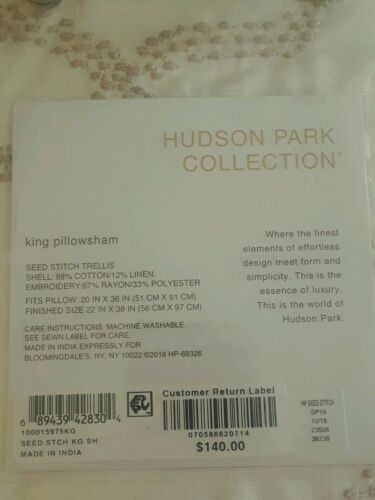 HUDSON PARK
COLLECTION®
king pillowsham
SEED STITCH TRELLIS
SHELL: 88% COTTON/12% LINEN,
EMBROIDERY:67% RAYON/33% POLYESTER
FITS PILLOW: 20 IN X 36 IN (51 CM X 91 CM)
FINISHED SIZE 22 IN X 38 IN (56 CM X 97 CM)
CARE INSTRUCTIONS: MACHINE WASHABLE.
SEE SEWN LABEL FOR CARE.
MADE IN INDIA EXPRESSLY FOR
BLOOMINGDALE'S, NY, NY 10022 ©2018 HP-69326
Where the finest
elements of effortless
design meet form and
simplicity. This is the
essence of luxury.
This is the world of
Hudson Park.
6 89439 42830 4
100015975KG
SEED STCH KG SH
MADE IN INDIA
Customer Return Label
070586620714
$140.00
HP SEED STITCH
SP19
10/18
23508
38238